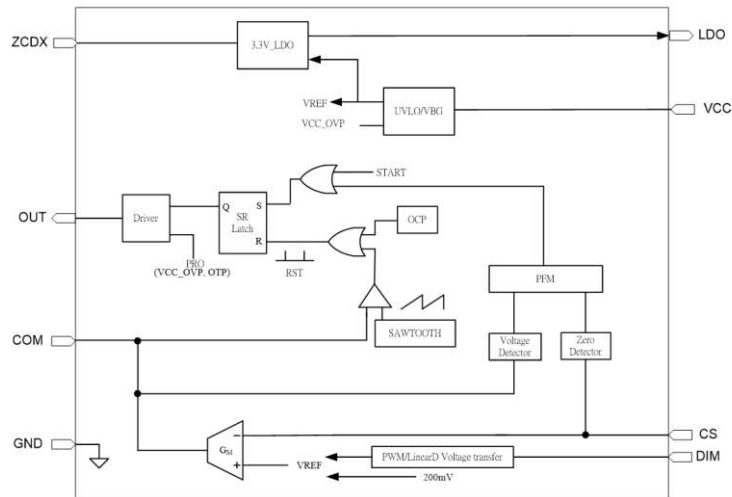 ZCDX
3.3V_LDO
LDO
VREF
UVLO/VBG
VCC
VCC_OVP
START
OUT
Driver
Q
S
SR
Latch
R
OCP
PRO
(VCC_OVP, OTP)
RST
PFM
COM
SAWTOOTH
Voltage
Detector
Zero
Detector
GND
GM
−
+
VREF
PWM/LinearD Voltage transfer
200mV
CS
DIM